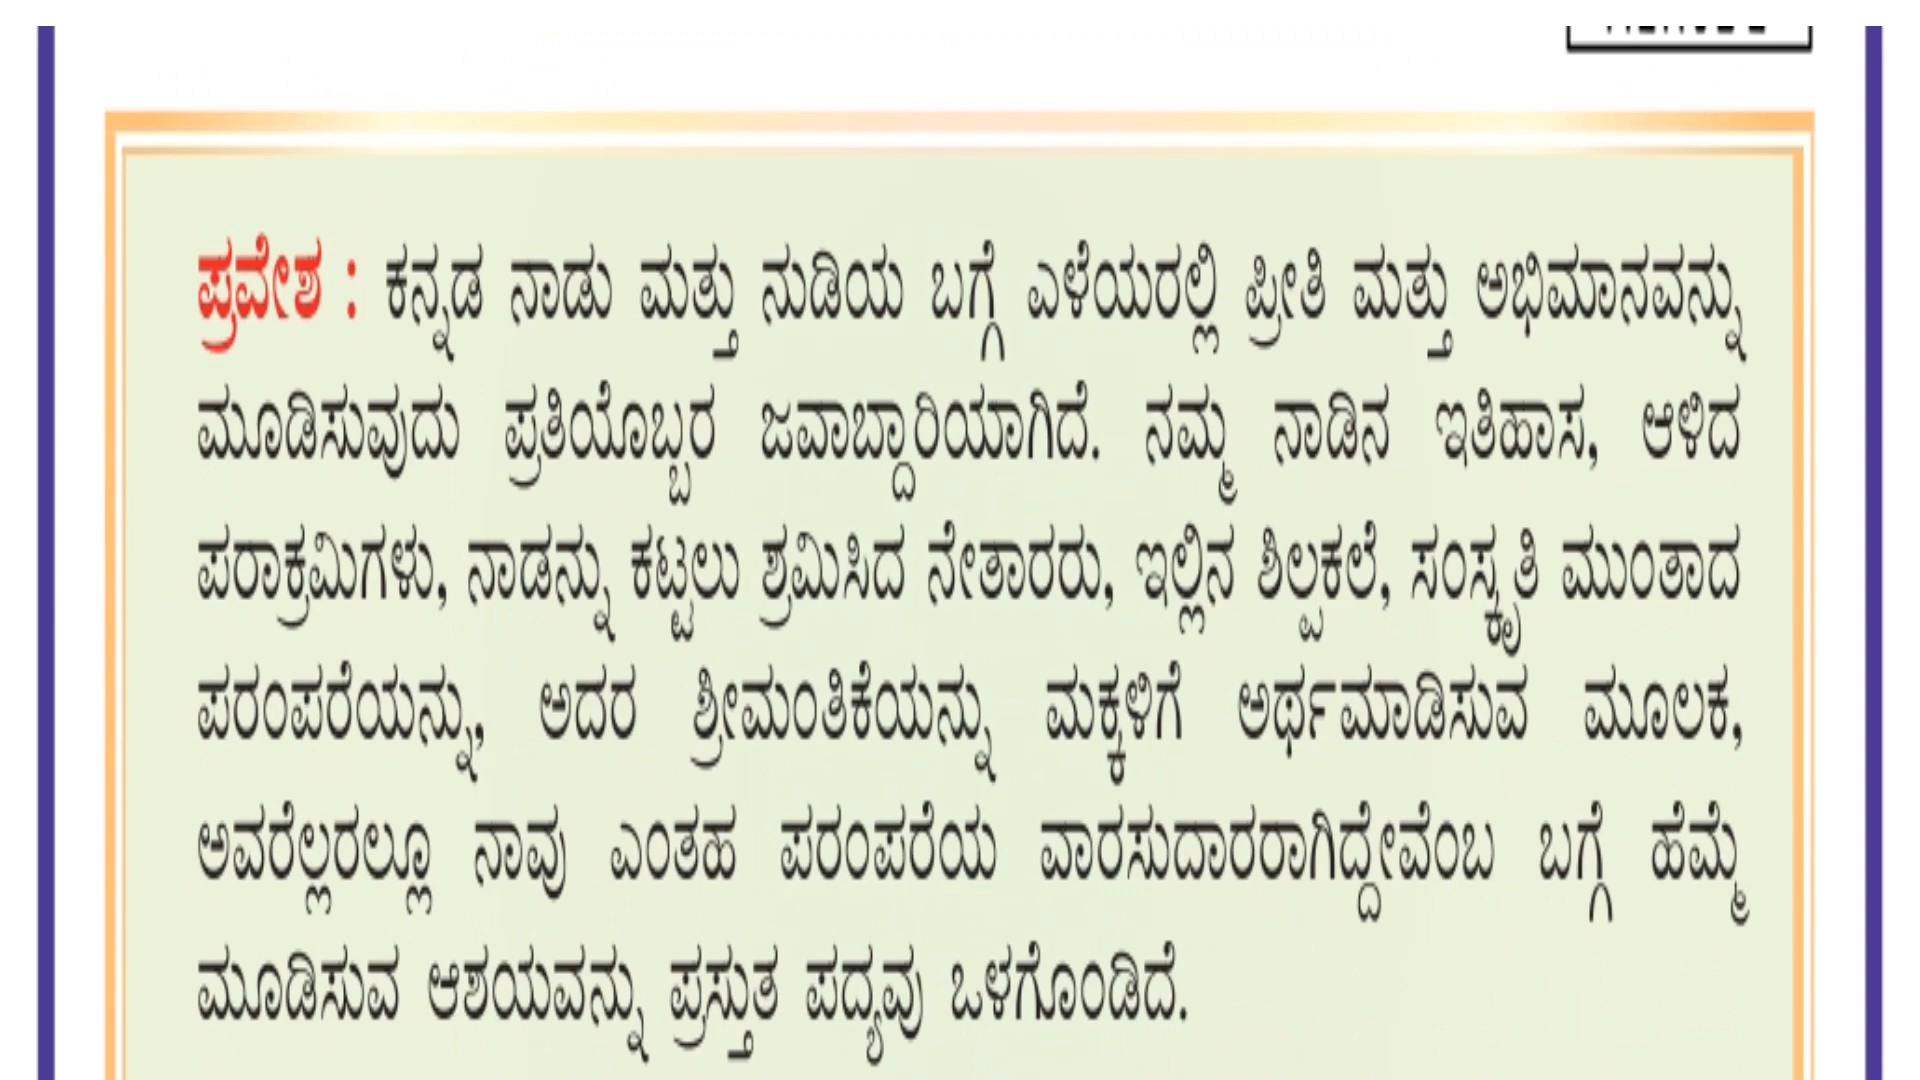 ಪ್ರವೇಶ : ಕನ್ನಡ ನಾಡು ಮತ್ತು ನುಡಿಯ ಬಗ್ಗೆ ಎಳೆಯರಲ್ಲಿ ಪ್ರೀತಿ ಮತ್ತು ಅಭಿಮಾನವನ್ನು
ಮೂಡಿಸುವುದು ಪ್ರತಿಯೊಬ್ಬರ ಜವಾಬ್ದಾರಿಯಾಗಿದೆ. ನಮ್ಮ ನಾಡಿನ ಇತಿಹಾಸ, ಆಳಿದ
ಪರಾಕ್ರಮಿಗಳು, ನಾಡನ್ನು ಕಟ್ಟಲು ಶ್ರಮಿಸಿದ ನೇತಾರರು, ಇಲ್ಲಿನ ಶಿಲ್ಪಕಲೆ, ಸಂಸ್ಕೃತಿ ಮುಂತಾದ
ಪರಂಪರೆಯನ್ನು, ಅದರ ಶ್ರೀಮಂತಿಕೆಯನ್ನು ಮಕ್ಕಳಿಗೆ ಅರ್ಥಮಾಡಿಸುವ ಮೂಲಕ,
ಅವರೆಲ್ಲರಲ್ಲೂ ನಾವು ಎಂತಹ ಪರಂಪರೆಯ ವಾರಸುದಾರರಾಗಿದ್ದೇವೆಂಬ ಬಗ್ಗೆ ಹೆಮ್ಮೆ
ಮೂಡಿಸುವ ಆಶಯವನ್ನು ಪ್ರಸ್ತುತ ಪದ್ಯವು ಒಳಗೊಂಡಿದೆ.